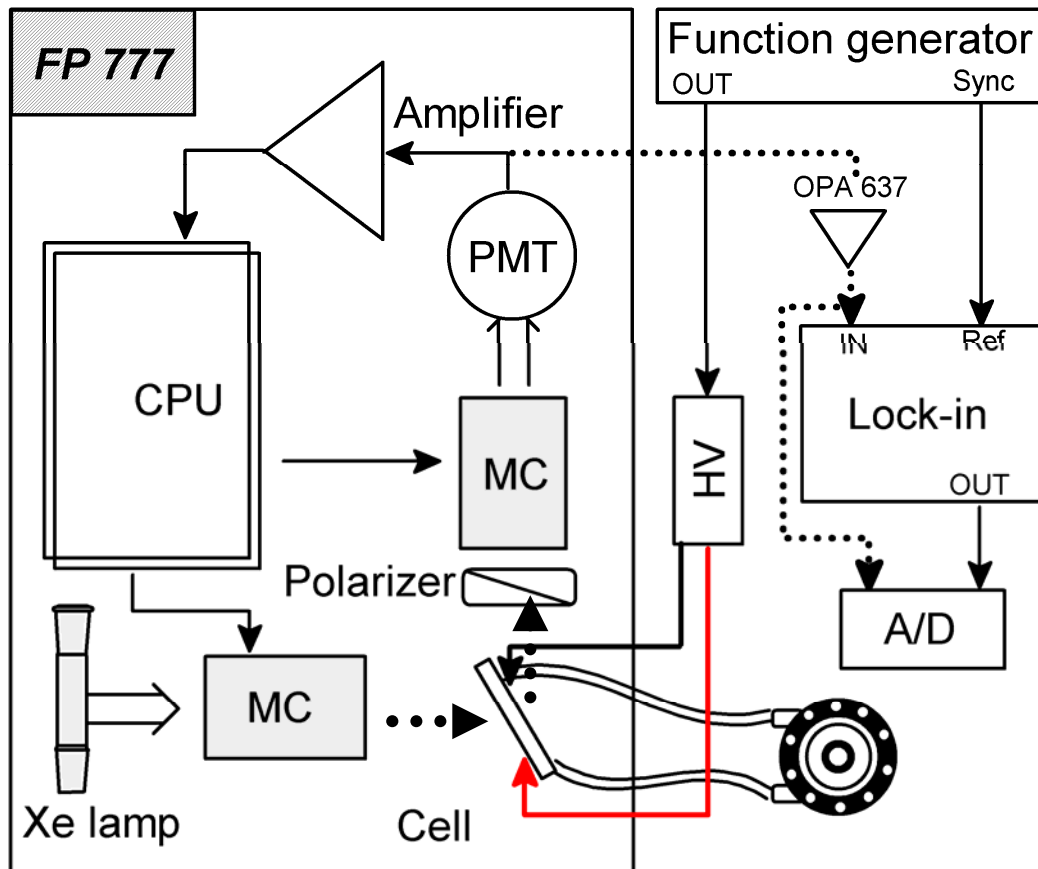 FP 777
Function generator
OUT
Sync
Amplifier
OPA 637
PMT
IN
Ref
CPU
Lock-in
MC
HV
OUT
Polarizer
A/D
MC
Xe lamp
Cell